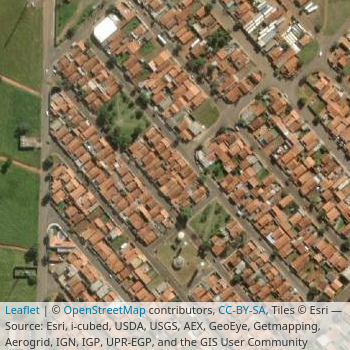 Leaflet | © OpenStreetMap contributors, CC-BY-SA, Tiles © Esri —
Source: Esri, i-cubed, USDA, USGS, AEX, GeoEye, Getmapping,
Aerogrid, IGN, IGP, UPR-EGP, and the GIS User Community